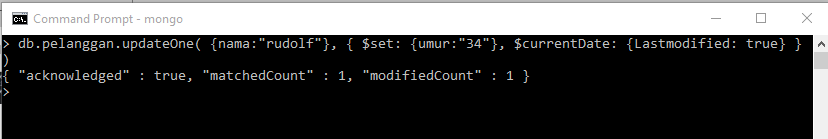 Command Prompt - mongo
> db.pelanggan.updateOne( {nama:"rudolf"}, { $set: {umur:"34"}, $currentDate: {Lastmodified: true} }
)
{ "acknowledged" : true, "matchedCount" : 1, "modifiedCount" : 1 }
>